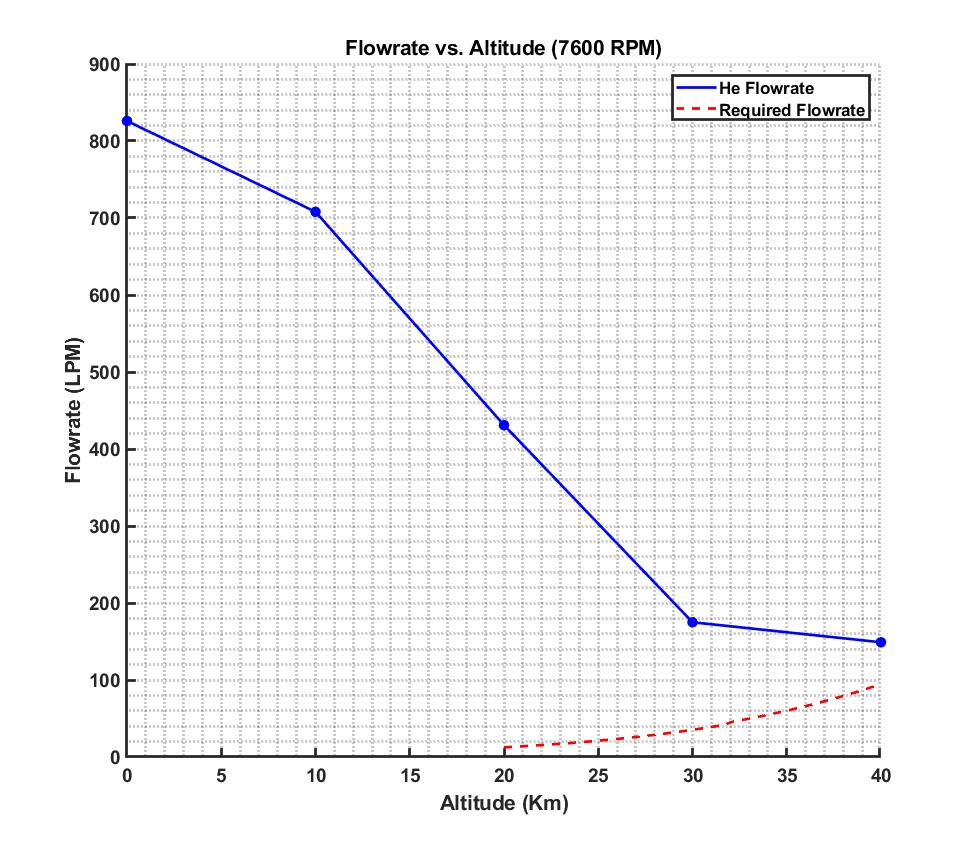 Flowrate vs. Altitude (7600 RPM)
He Flowrate
Required Flowrate
Flowrate (LPM)
900
800
700
600
500
400
300
200
100
0
0 5 10 15 20 25 30 35 40
Altitude (Km)